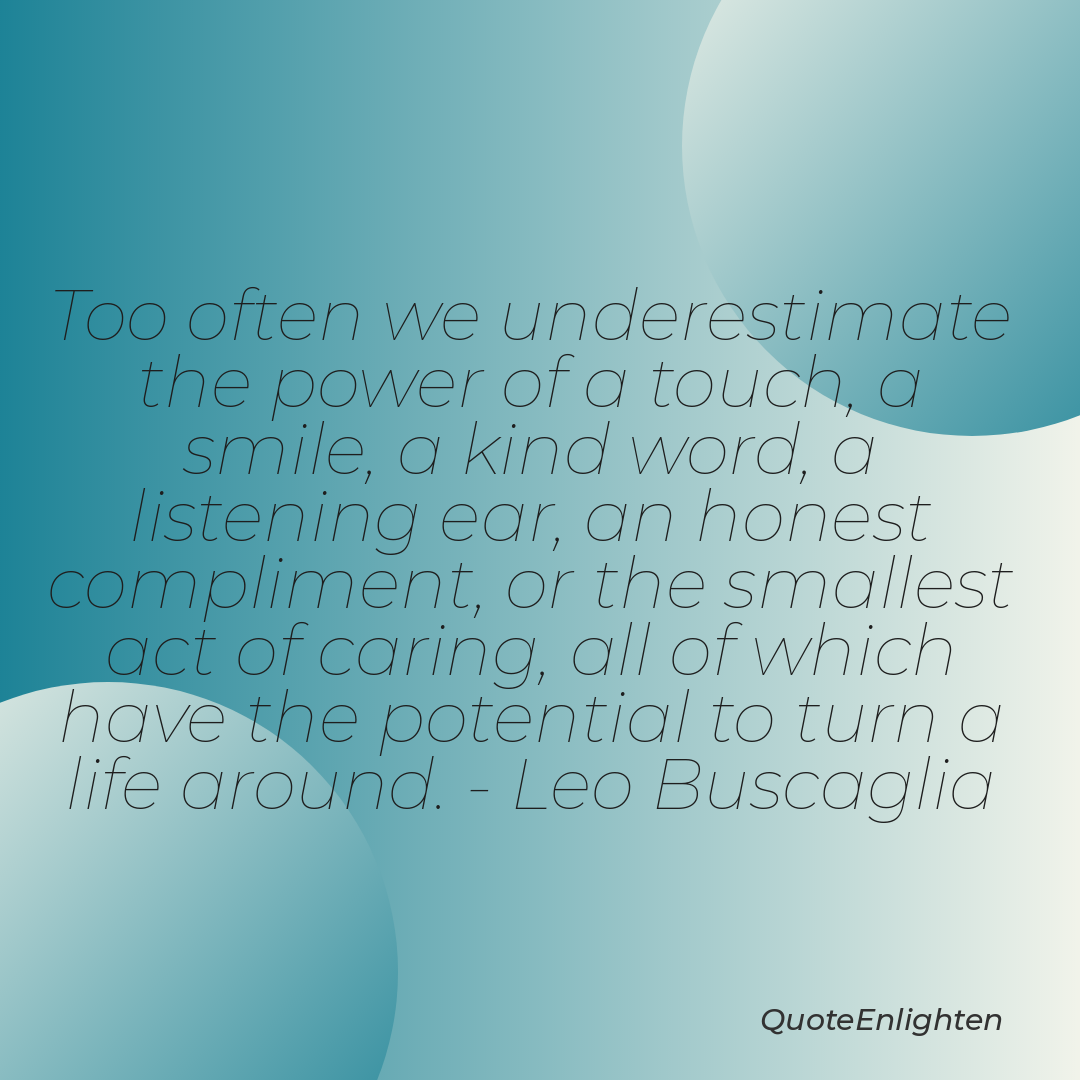 Too often we underestimate
the power of a touch, a
smile, a kind word, a
listening ear, an honest
compliment, or the smallest
act of caring, all of which
have the potential to turn a
life around. - Leo Buscaglia
QuoteEnlighten